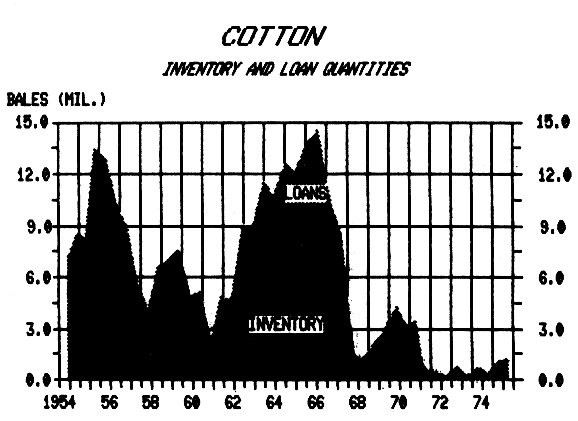 COTTON
INVENTORY AND LOAN QUANTITIES
BALES (MIL.)
15.0 15.0
12.0 12.0
LOANS
9.0 9.0
6.0 6.0
INVENTORY
3.0 3.0
0.0 0.0
1954 56 58 60 62 64 66 68 70 72 74